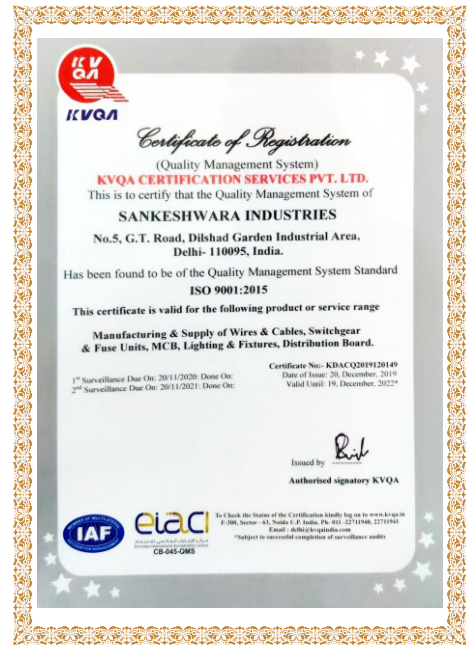 KV
QA
KVQA
Certificate of Registration
(Quality Management System)
KVQA CERTIFICATION SERVICES PVT. LTD.
This is to certify that the Quality Management System of
SANKESHWARA INDUSTRIES
No.5, G.T. Road, Dilshad Garden Industrial Area,
Delhi- 110095, India.
Has been found to be of the Quality Management System Standard
ISO 9001:2015
This certificate is valid for the following product or service range
Manufacturing & Supply of Wires & Cables, Switchgear
& Fuse Units, MCB, Lighting & Fixtures, Distribution Board.
Certificate No:- KDACQ2019120149
Date of Issue: 20, December, 2019
Valid Until: 19, December, 2022*
1st Surveillance Due On: 20/11/2020: Done On:
2nd Surveillance Due On: 20/11/2021: Done On:
Issued by
Authorised signatory KVQA
IAF
eiaci
CB-045-QMS
To Check the Status of the Certification kindly log on to www.kvqa.in
F-300, Sector - 63, Noida U.P. India. Ph- 011 -22711940, 22711941
Email : delhi@kvqaindia.com
*Subject to successful completion of surveillance audits